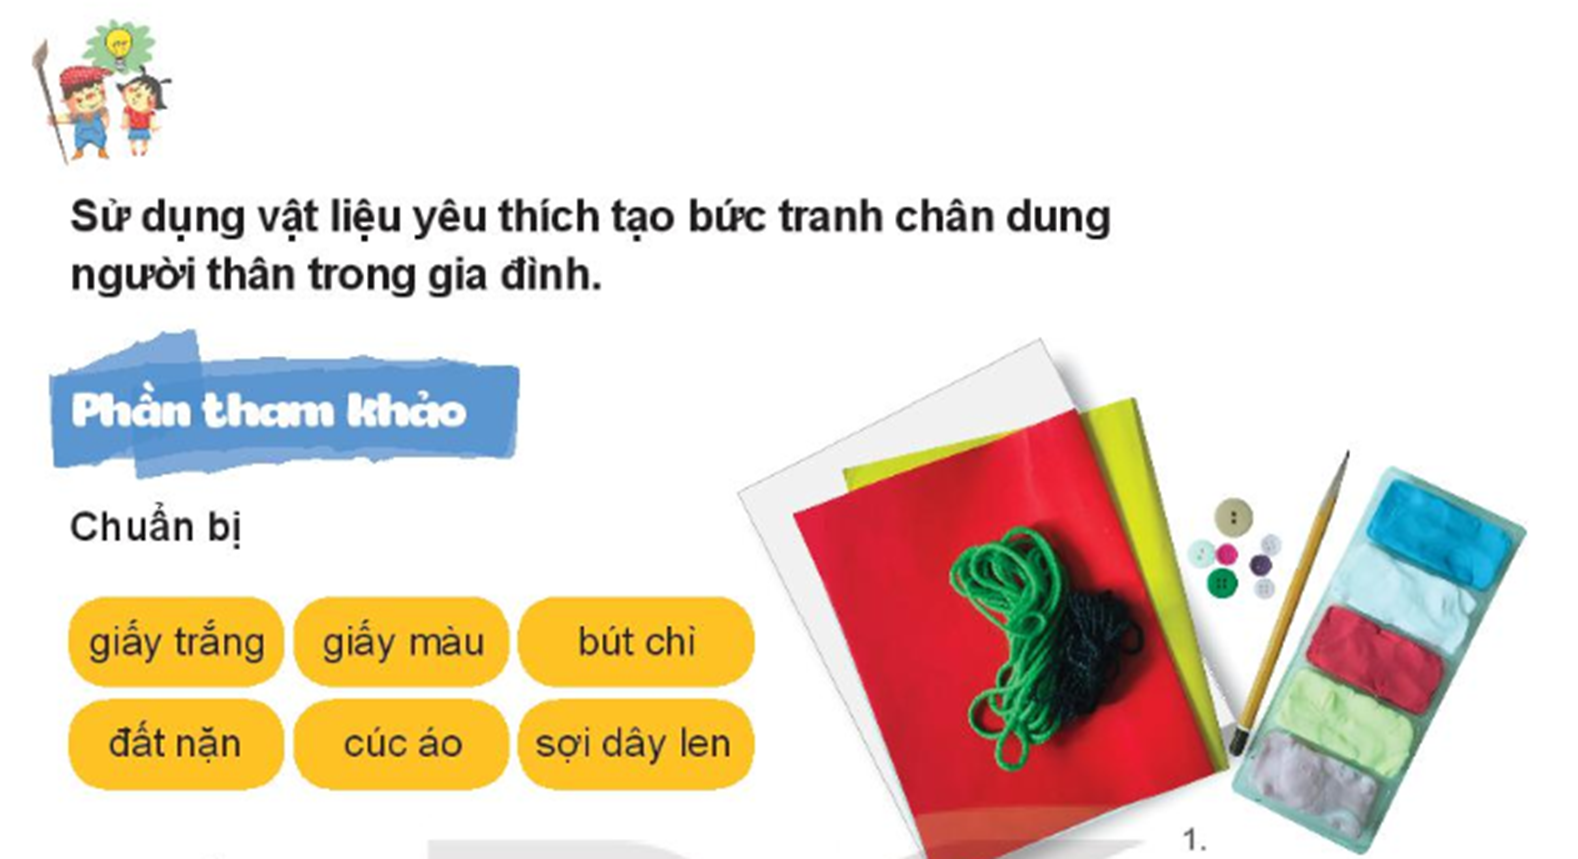 Sử dụng vật liệu yêu thích tạo bức tranh chân dung
người thân trong gia đình.
Phần tham khảo
Chuẩn bị
giấy trắng giấy màu bút chì
đất nặn cúc áo sợi dây len
1.